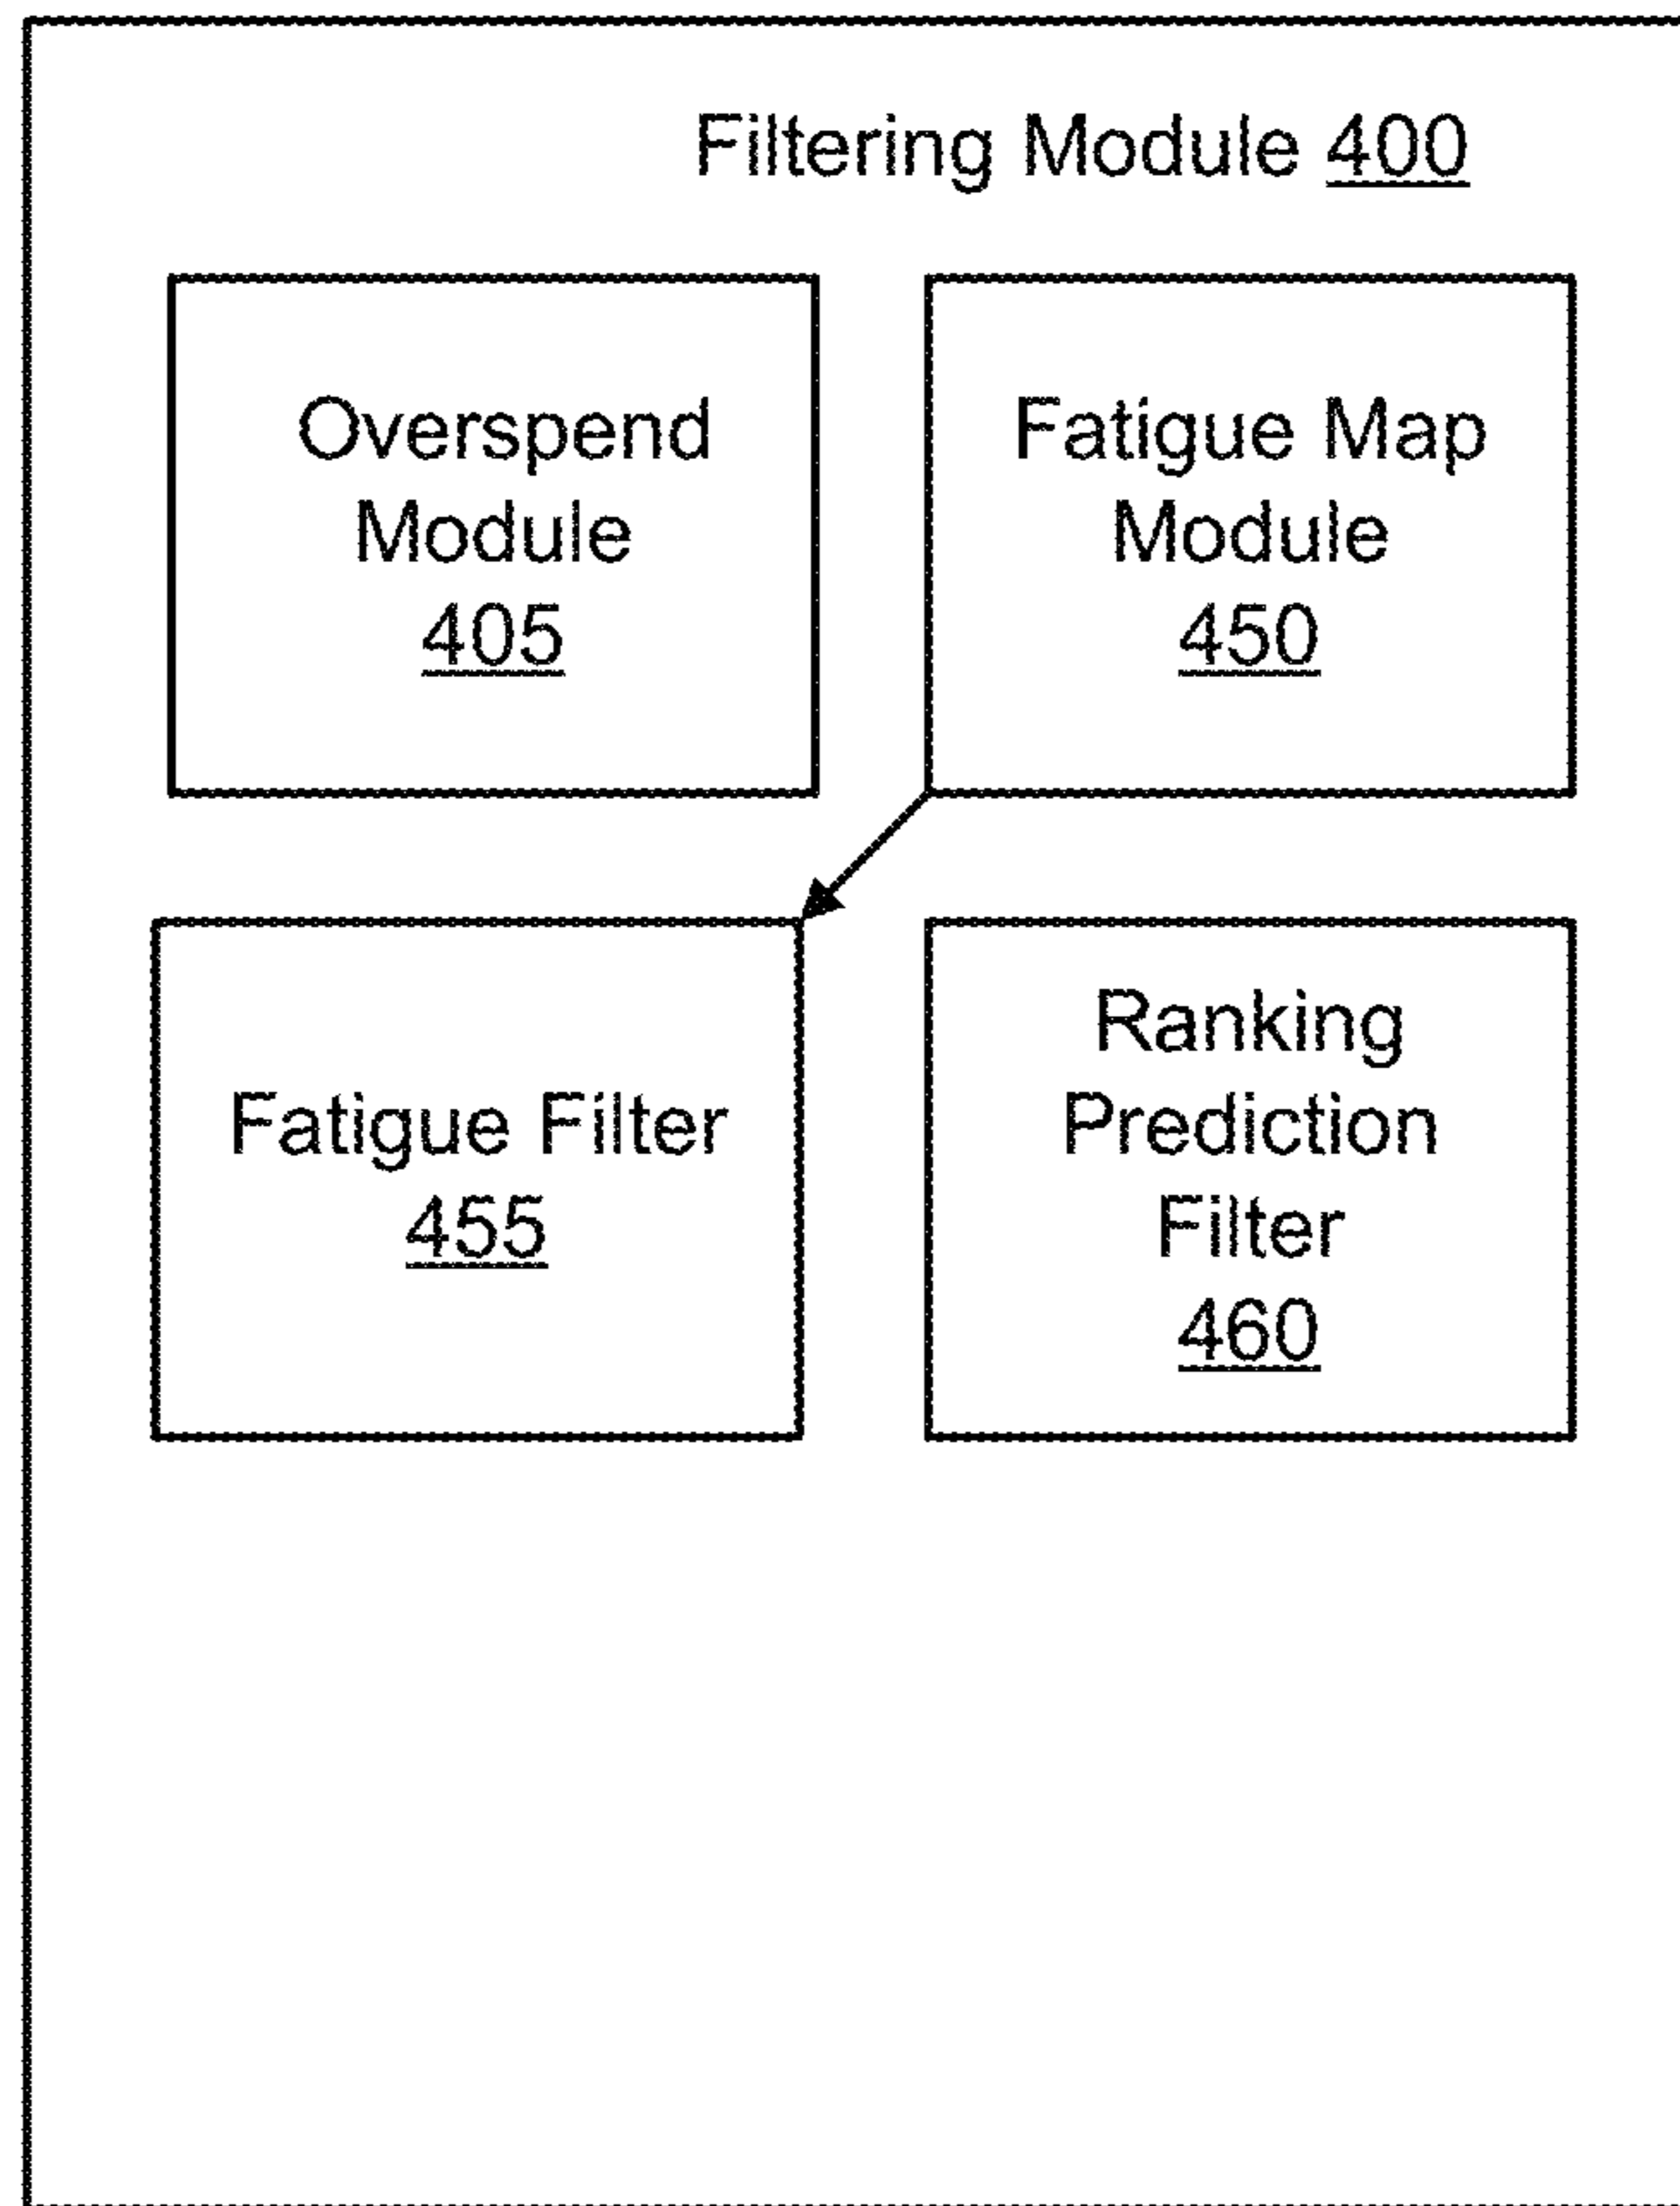 Filtering Module 400
Overspend
Module
405
Fatigue Map
Module
450
Fatigue Filter
455
Ranking
Prediction
Filter
460